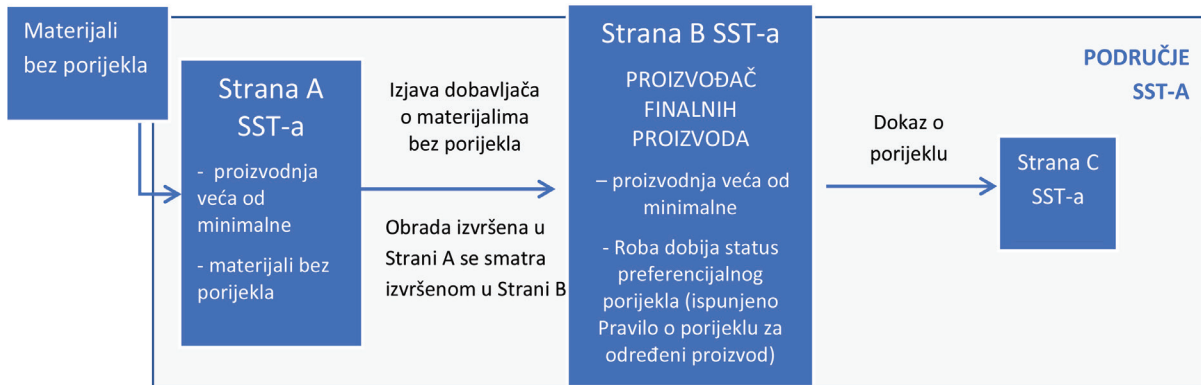 Materijali
bez porijekla
Strana A
SST-a
- proizvodnja
veća od
minimalne
- materijali bez
porijekla
Izjava dobavljača
o materijalima
bez porijekla
Obrada izvršena u
Strani A se smatra
izvršenom u Strani B
Strana B SST-a
PROIZVOĐAČ
FINALNIH
PROIZVODA
– proizvodnja veća od
minimalne
- Roba dobija status
preferencijalnog
porijekla (ispunjeno
Pravilo o porijeklu za
određeni proizvod)
Dokaz o
porijeklu
PODRUČJE
SST-A
Strana C
SST-a